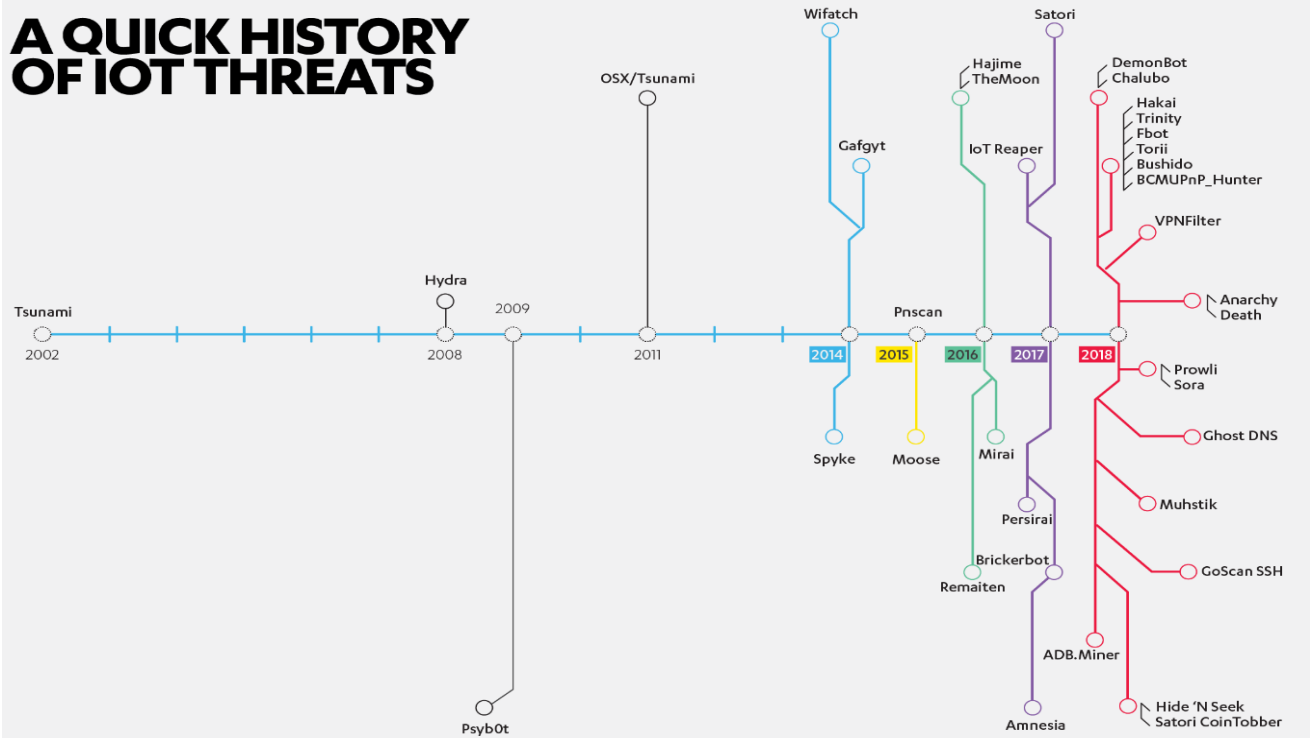 A QUICK HISTORY
OF IOT THREATS
Wifatch
Satori
OSX/Tsunami
Hajime
TheMoon
DemonBot
Chalubo
Hakai
Trinity
Fbot
Torii
Bushido
BCMUPnP_Hunter
Gafgyt
IoT Reaper
VPNFilter
Hydra
2009
Tsunami
Pnscan
Anarchy
Death
2002
2008
2011
2014
2015
2016
2017
2018
Prowli
Sora
Ghost DNS
Spyke
Moose
Mirai
Muhstik
Persirai
Brickerbot
GoScan SSH
Remaiten
ADB.Miner
Psyb0t
Amnesia
Hide ‘N Seek
Satori CoinTobber